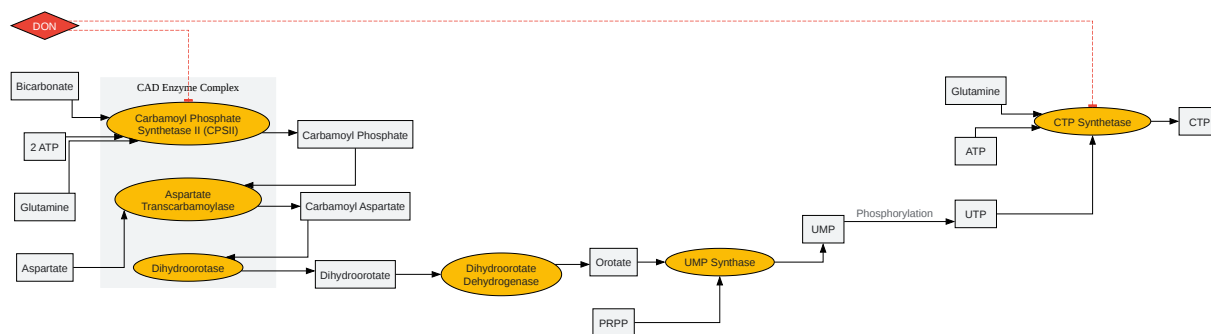 DON
CAD Enzyme Complex
Bicarbonate
Carbamoyl Phosphate
Synthetase II (CPSII)
2 ATP
Glutamine
Carbamoyl Phosphate
Aspartate
Transcarbamoylase
Carbamoyl Aspartate
Aspartate
Dihydroorotase
Dihydroorotate
Dihydroorotate
Dehydrogenase
Orotate
PRPP
UMP Synthase
UMP
Phosphorylation
UTP
Glutamine
ATP
CTP Synthetase
CTP